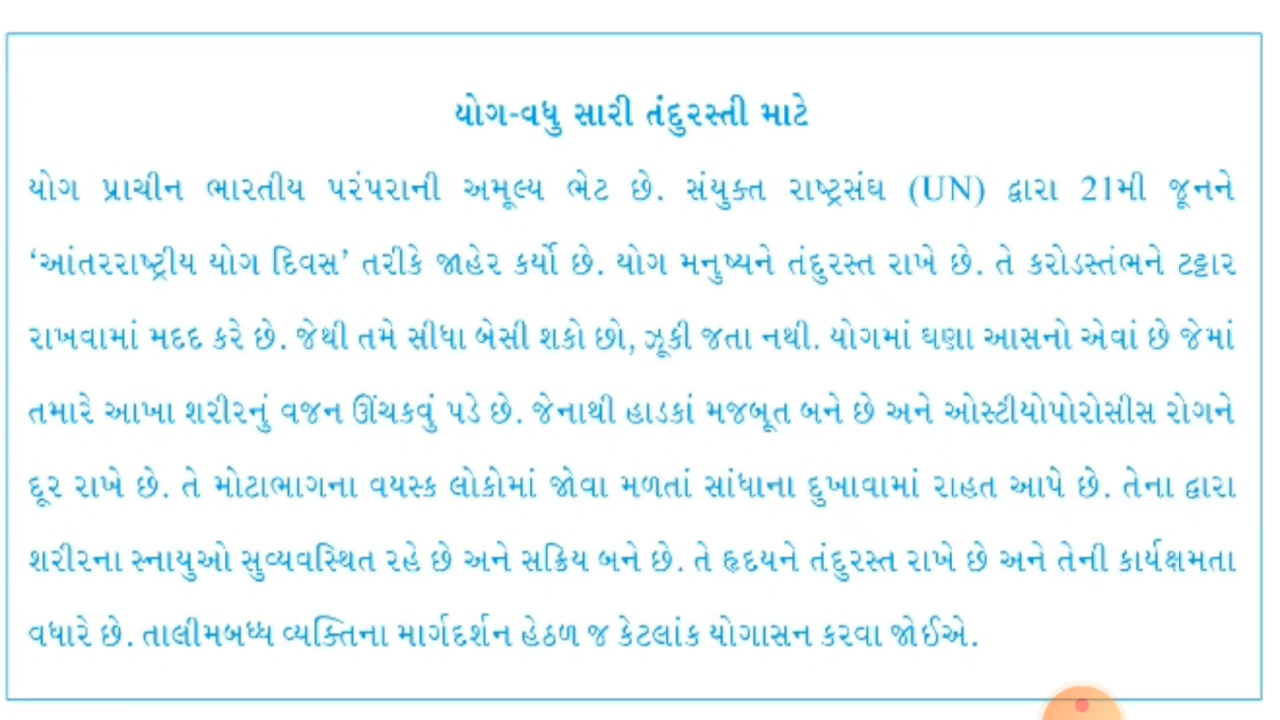 યોગ-વધુ સારી તંદુરસ્તી માટે
યોગ પ્રાચીન ભારતીય પરંપરાની અમૂલ્ય ભેટ છે. સંયુક્ત રાષ્ટ્રસંઘ (UN) દ્વારા 21મી જૂનને
‘આંતરરાષ્ટ્રીય યોગ દિવસ’ તરીકે જાહેર કર્યો છે. યોગ મનુષ્યને તંદુરસ્ત રાખે છે. તે કરોડસ્તંભને ટટ્ટાર
રાખવામાં મદદ કરે છે. જેથી તમે સીધા બેસી શકો છો, ઝૂકી જતા નથી. યોગમાં ઘણા આસનો એવાં છે જેમાં
તમારે આખા શરીરનું વજન ઊંચકવું પડે છે. જેનાથી હાડકાં મજબૂત બને છે અને ઓસ્ટીયોપોરોસીસ રોગને
દૂર રાખે છે. તે મોટાભાગના વયસ્ક લોકોમાં જોવા મળતાં સાંધાના દુખાવામાં રાહત આપે છે. તેના દ્વારા
શરીરના સ્નાયુઓ સુવ્યવસ્થિત રહે છે અને સક્રિય બને છે. તે હૃદયને તંદુરસ્ત રાખે છે અને તેની કાર્યક્ષમતા
વધારે છે. તાલીમબધ્ધ વ્યક્તિના માર્ગદર્શન હેઠળ જ કેટલાંક યોગાસન કરવા જોઈએ.